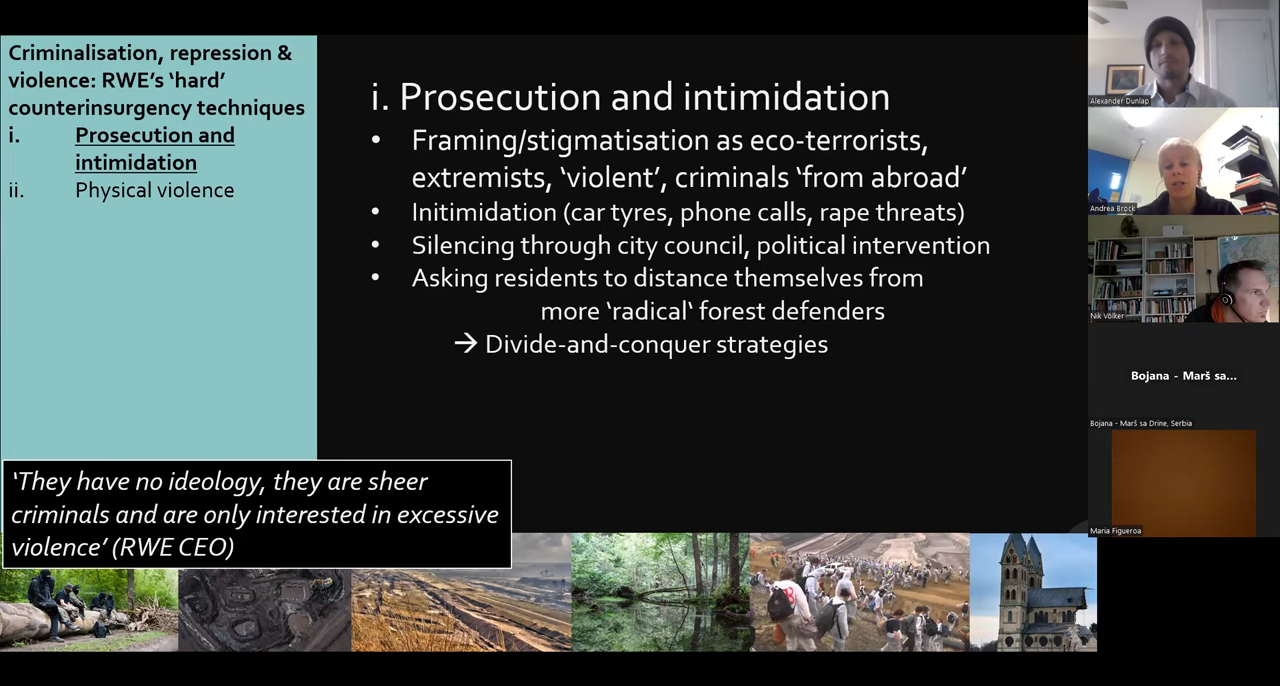 Criminalisation, repression &
violence: RWE's ‘hard’
counterinsurgency techniques
i. Prosecution and
intimidation
ii. Physical violence
i. Prosecution and intimidation
• Framing/stigmatisation as eco-terrorists,
extremists, ‘violent’, criminals ‘from abroad’
• Initimidation (car tyres, phone calls, rape threats)
• Silencing through city council, political intervention
• Asking residents to distance themselves from
more ‘radical‘ forest defenders
→ Divide-and-conquer strategies
‘They have no ideology, they are sheer
criminals and are only interested in excessive
violence’ (RWE CEO)
Alexander Dunlap
Andrea Brock
Nik Völker
Bojana - Marš sa...
Bojana - Marš sa Drine, Serbia
Maria Figueroa